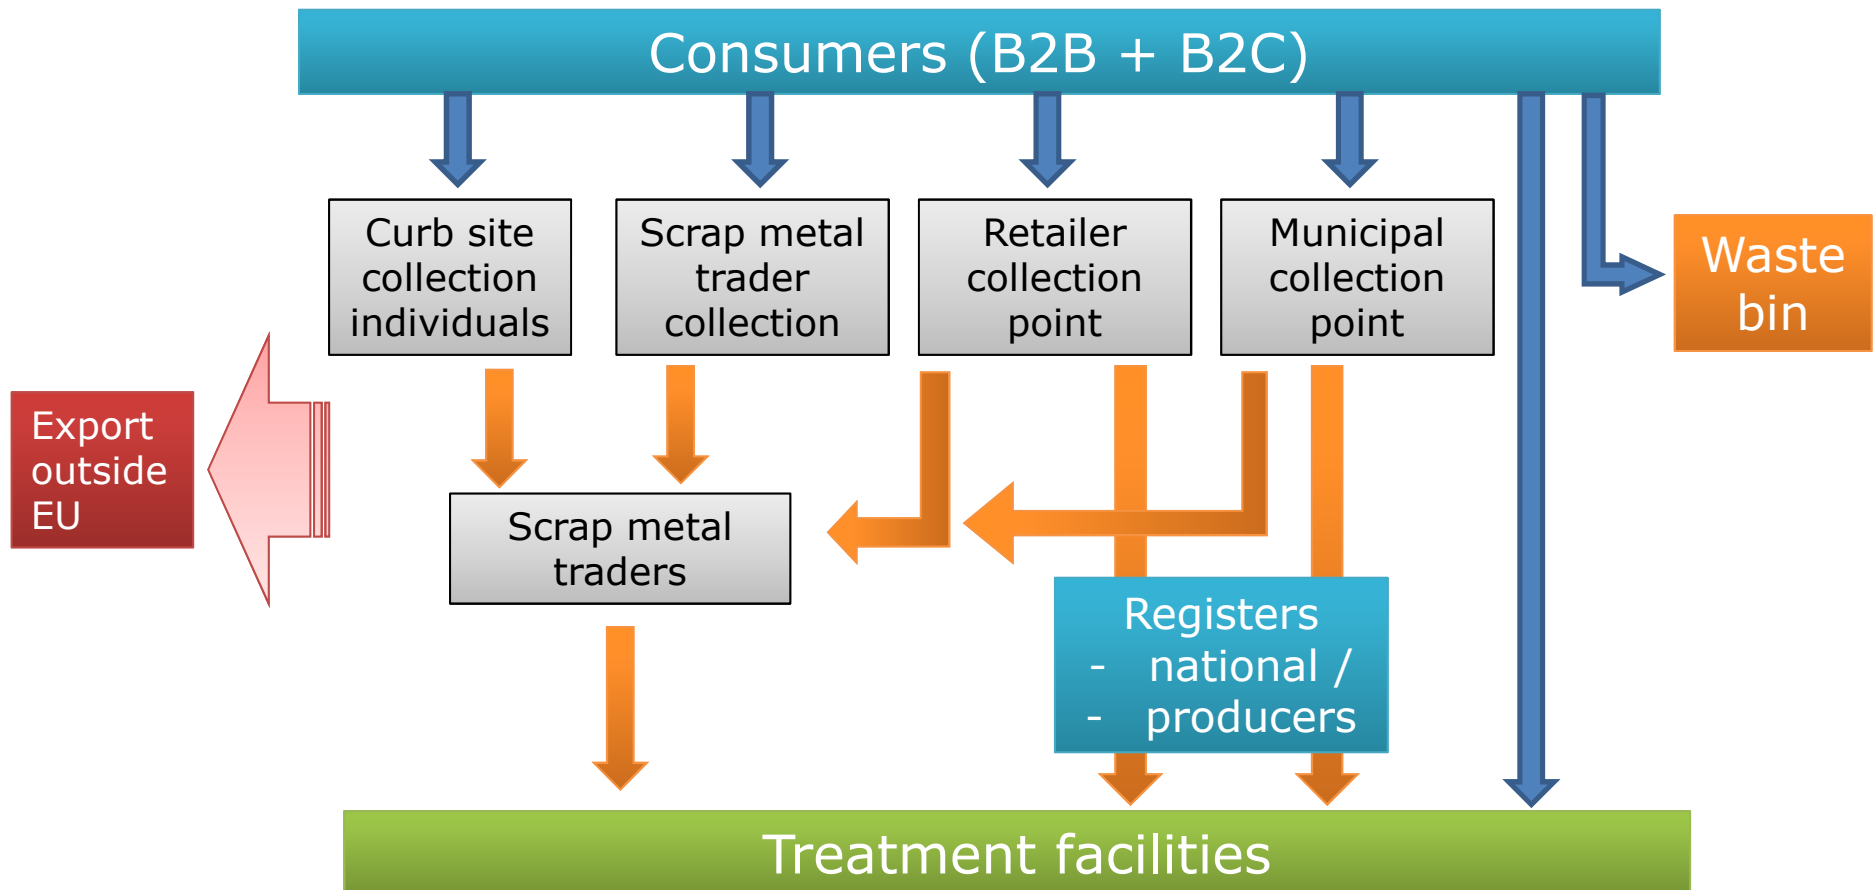 Consumers (B2B + B2C)
Curb site
collection
individuals
Scrap metal
trader
collection
Retailer
collection
point
Municipal
collection
point
Waste
bin
Export
outside
EU
Scrap metal
traders
Registers
- national /
- producers
Treatment facilities